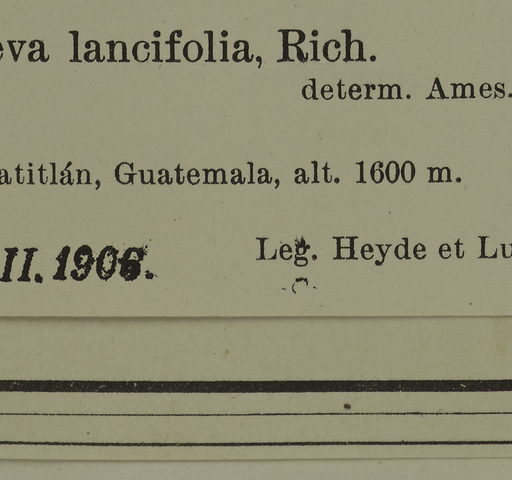 eva lancifolia, Rich.
determ. Ames.
atitlán, Guatemala, alt. 1600 m.
II. 1906.
Leg. Heyde et Lu